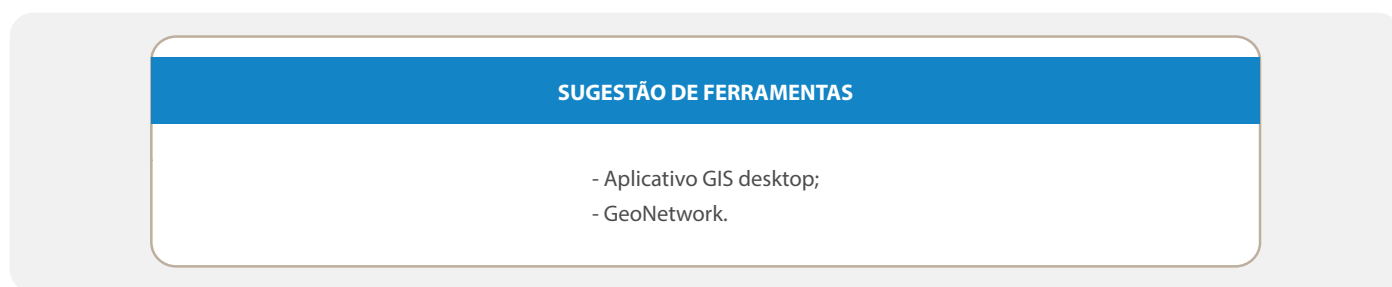 SUGESTÃO DE FERRAMENTAS
- Aplicativo GIS desktop;
- GeoNetwork.